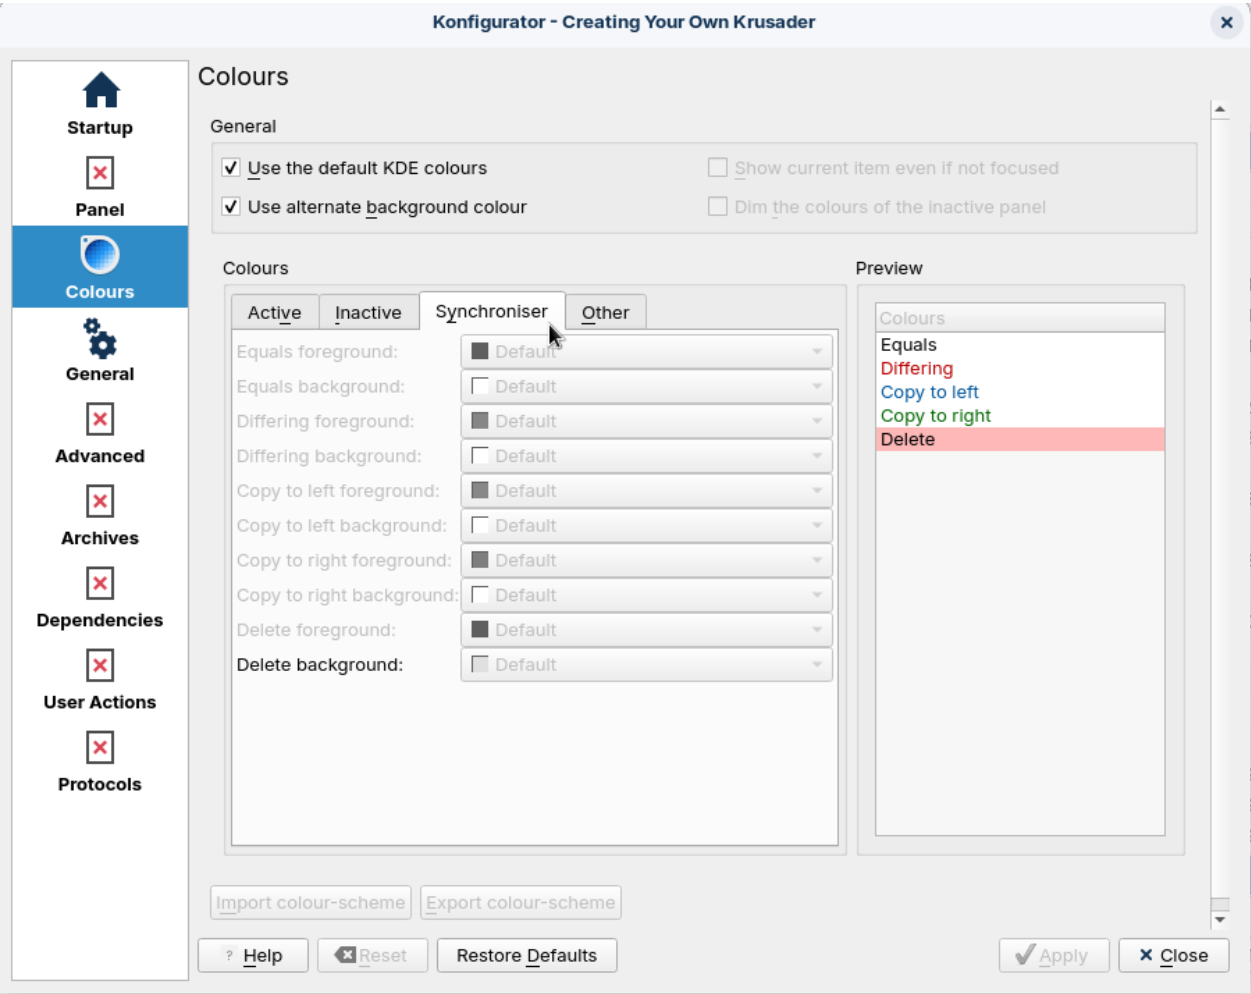 Konfigurator - Creating Your Own Krusader
Startup
Panel
Colours
General
Advanced
Archives
Dependencies
User Actions
Protocols
Colours
General
Use the default KDE colours
Show current item even if not focused
Use alternate background colour
Dim the colours of the inactive panel
Colours
Active
Inactive
Synchroniser
Other
Equals foreground: Default
Equals background: Default
Differing foreground: Default
Differing background: Default
Copy to left foreground: Default
Copy to left background: Default
Copy to right foreground: Default
Copy to right background: Default
Delete foreground: Default
Delete background: Default
Preview
Colours
Equals
Differing
Copy to left
Copy to right
Delete
Import colour-scheme
Export colour-scheme
? Help
Reset
Restore Defaults
Apply
Close